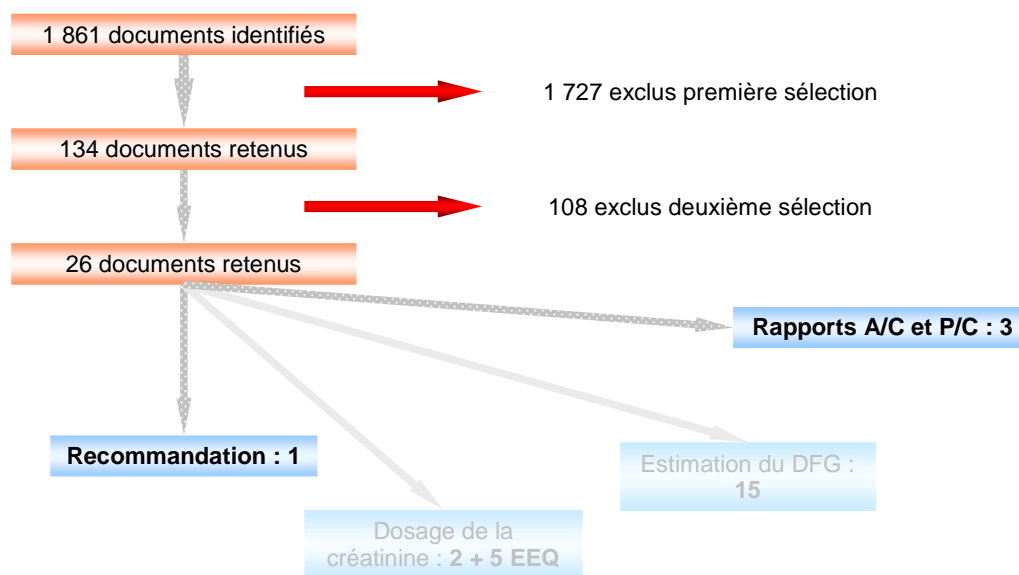 1 861 documents identifiés
1 727 exclus première sélection
134 documents retenus
108 exclus deuxième sélection
26 documents retenus
Rapports A/C et P/C : 3
Recommandation : 1
Estimation du DFG :
15
Dosage de la
créatinine : 2 + 5 EEQ